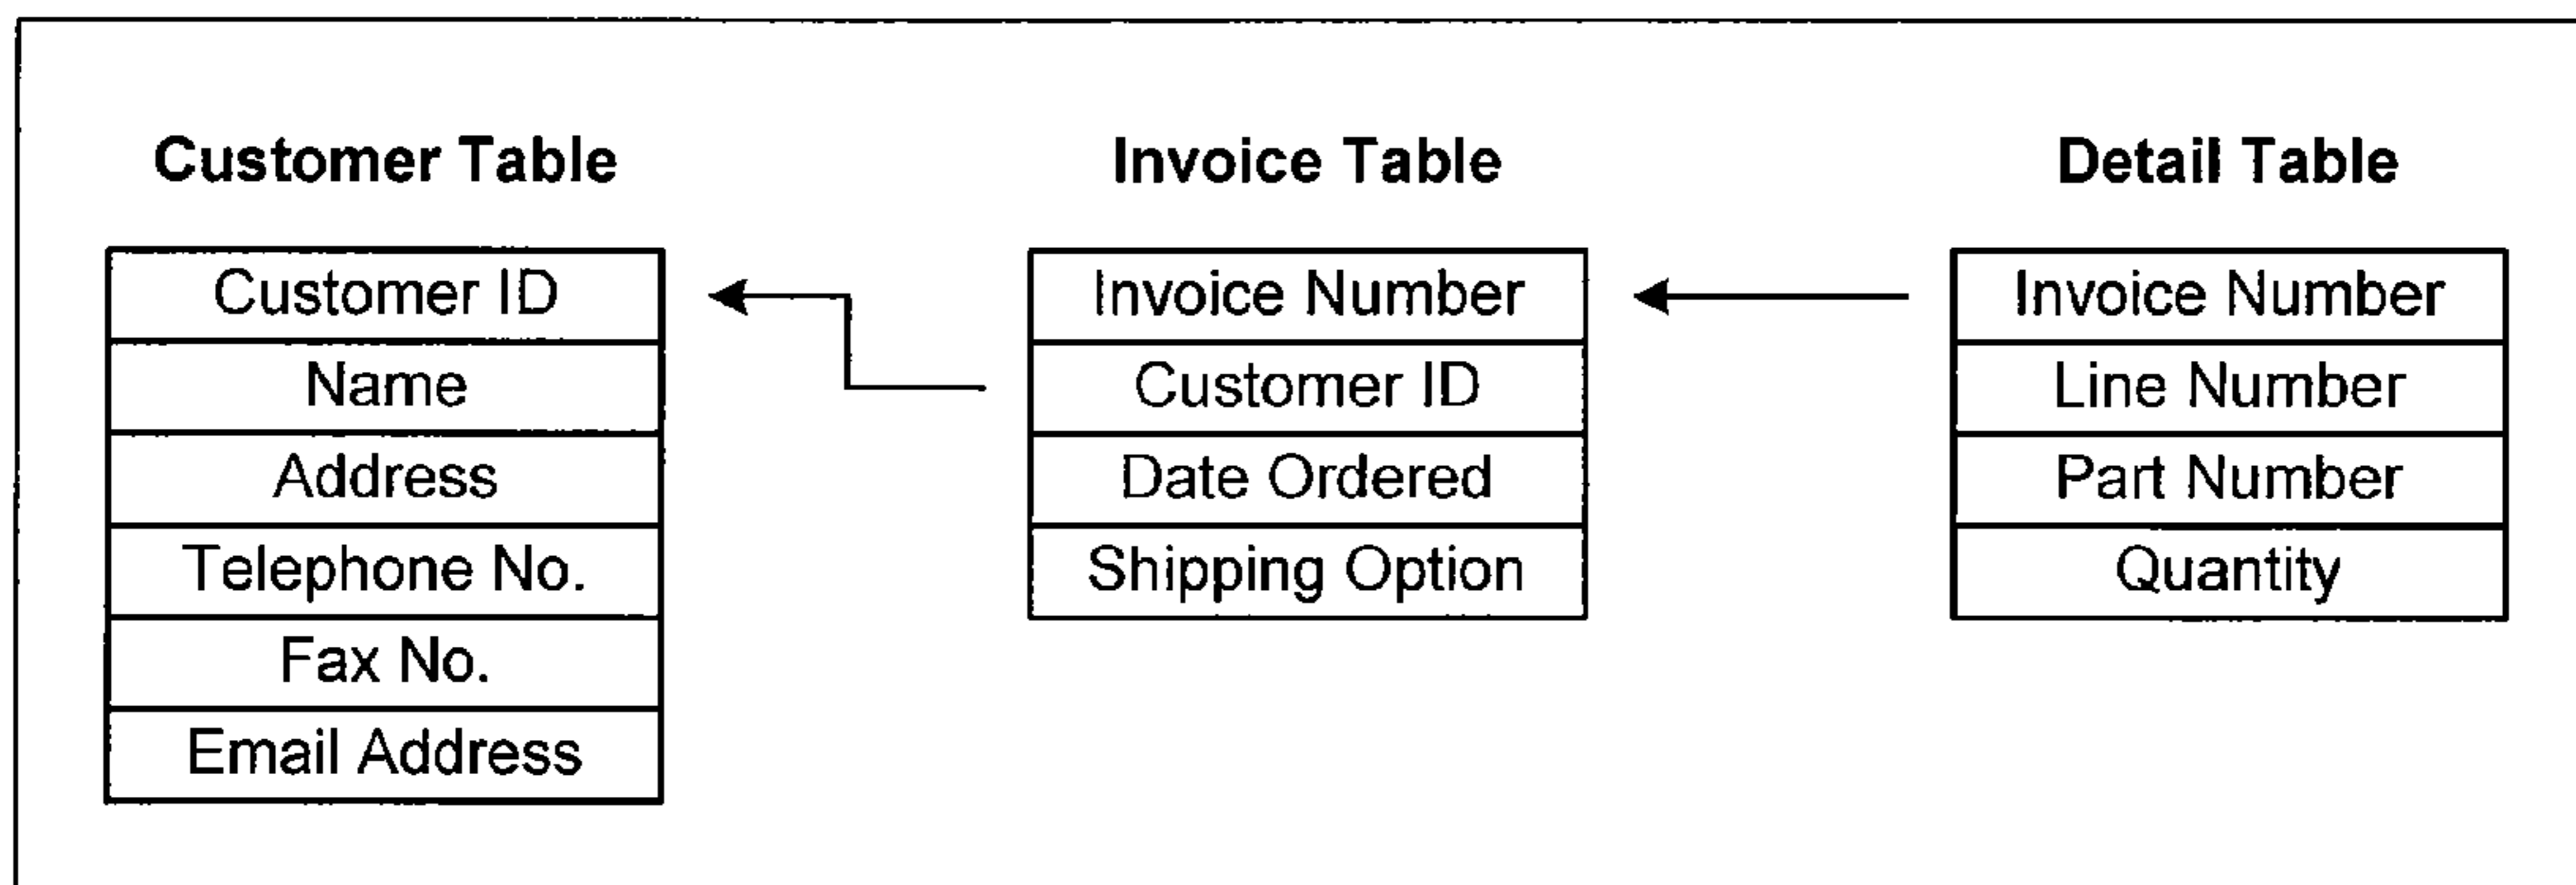 Customer Table
Customer ID
Name
Address
Telephone No.
Fax No.
Email Address
Invoice Table
Invoice Number
Customer ID
Date Ordered
Shipping Option
Detail Table
Invoice Number
Line Number
Part Number
Quantity